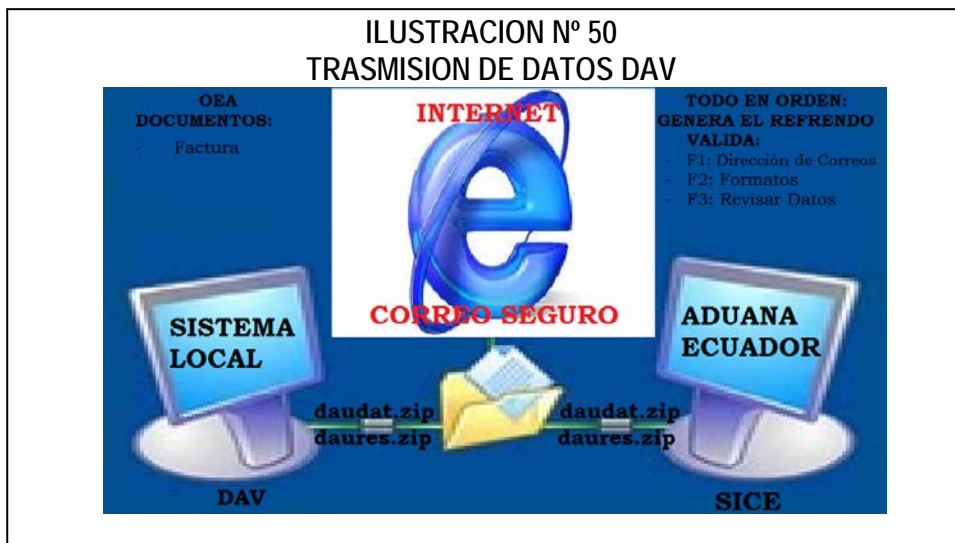 ILUSTRACION Nº 50
TRASMISION DE DATOS DAV
OEA
DOCUMENTOS:
- Factura
INTERNET
CORREO SEGURO
TODO EN ORDEN:
GENERA EL REFRENDO
VALIDA:
- F1: Dirección de Correos
- F2: Formatos
- F3: Revisar Datos
SISTEMA
LOCAL
ADUANA
ECUADOR
daudat.zip
daures.zip
daudat.zip
daures.zip
DAV
SICE